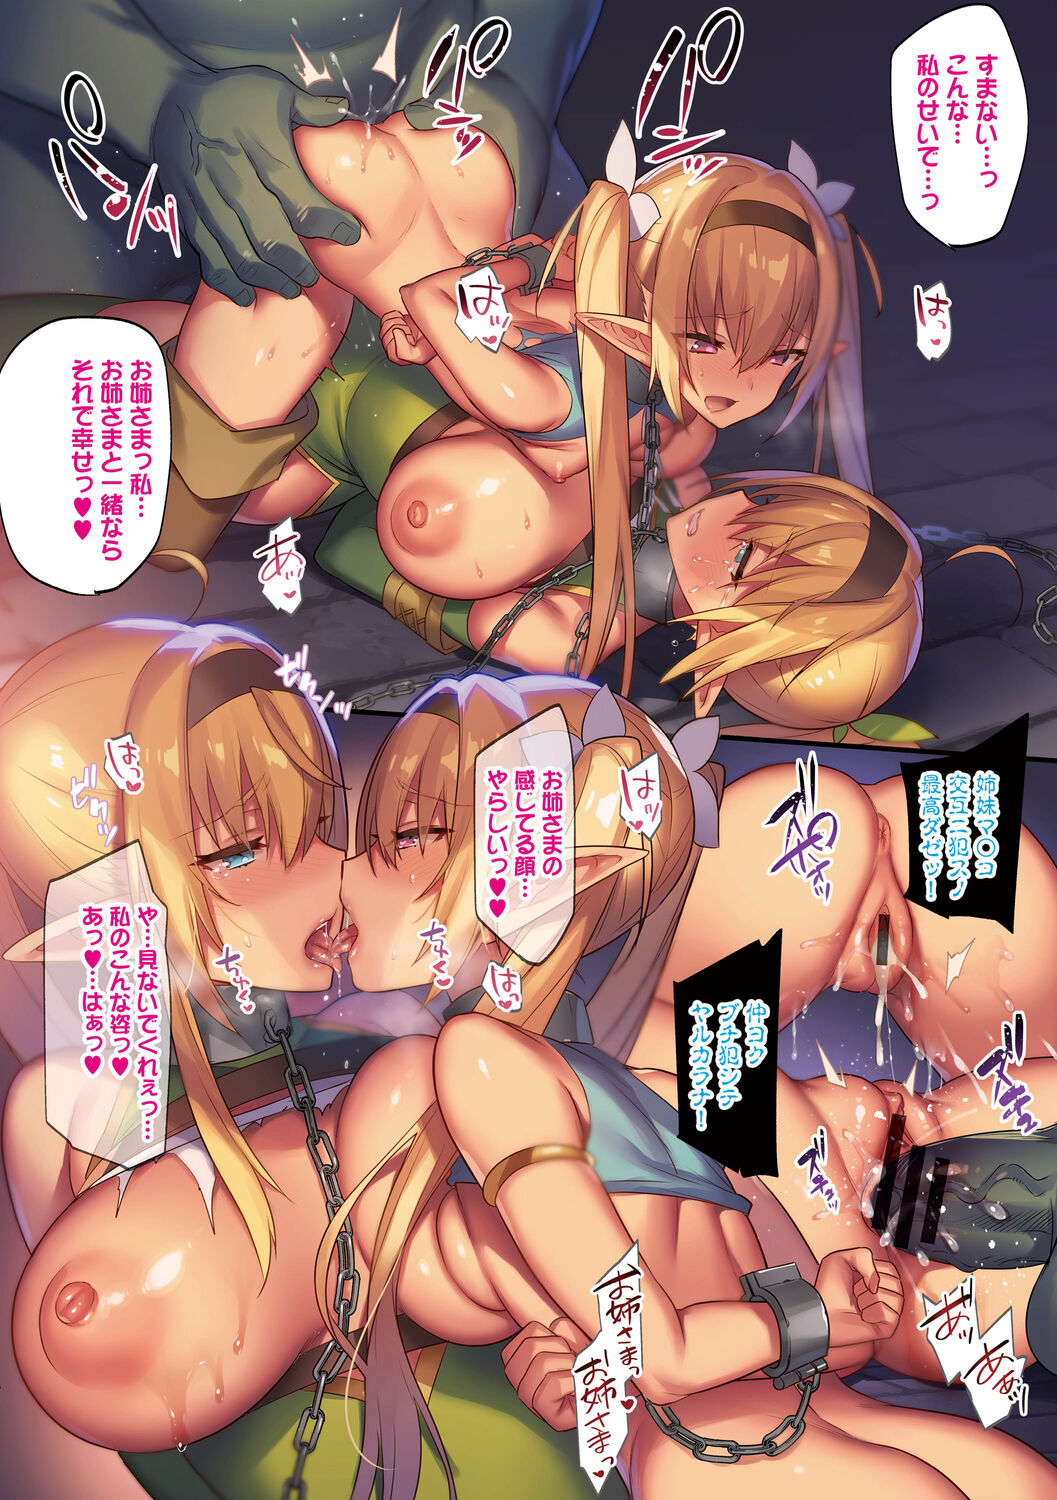 すまない…っ
こんな…
私のせいで…っ
パンッ
パンッ
パンッ
はっ
はッ
お姉さまっ私…
お姉さまと一緒なら
それで幸せっ♥♥
あッ
はっ
はっ
お姉さまの
感じてる顔…
やらしいっ♥♥
や…見ないでくれぇっ…
私のこんな姿っ♥
あっ♥…はぁっ♥
ちゅく
ちゅく
はっ
姉妹マ〇コ
交互ニ犯スノ
最高ダゼッ！
仲ヨク
ブチ犯シテ
ヤルカラナ！
あッ
あぁッ
お姉さまっ
お姉さまっ